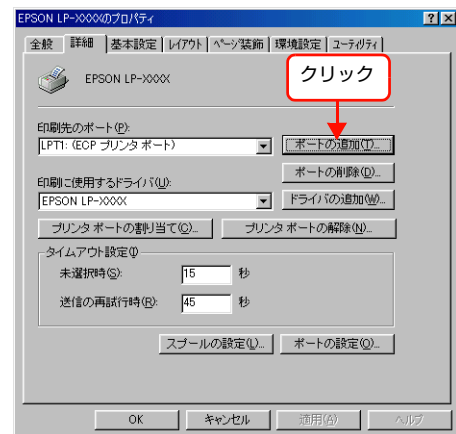 EPSON LP-XXXXのプロパティ
全般 詳細 基本設定 レイアウト ページ装飾 環境設定 ユーティリティ
EPSON LP-XXXX
クリック
印刷先のポート(P):
LPT1: (ECP プリンタ ポート)
ポートの追加(T)...
ポートの削除(D)...
印刷に使用するドライバ(U):
EPSON LP-XXXX
ドライバの追加(W)...
プリンタ ポートの割り当て(C)... プリンタ ポートの解除(N)...
タイムアウト設定
未選択時(S): 15 秒
送信の再試行時(R): 45 秒
スプールの設定(L)... ポートの設定(O)...
OK キャンセル 適用(A) ヘルプ